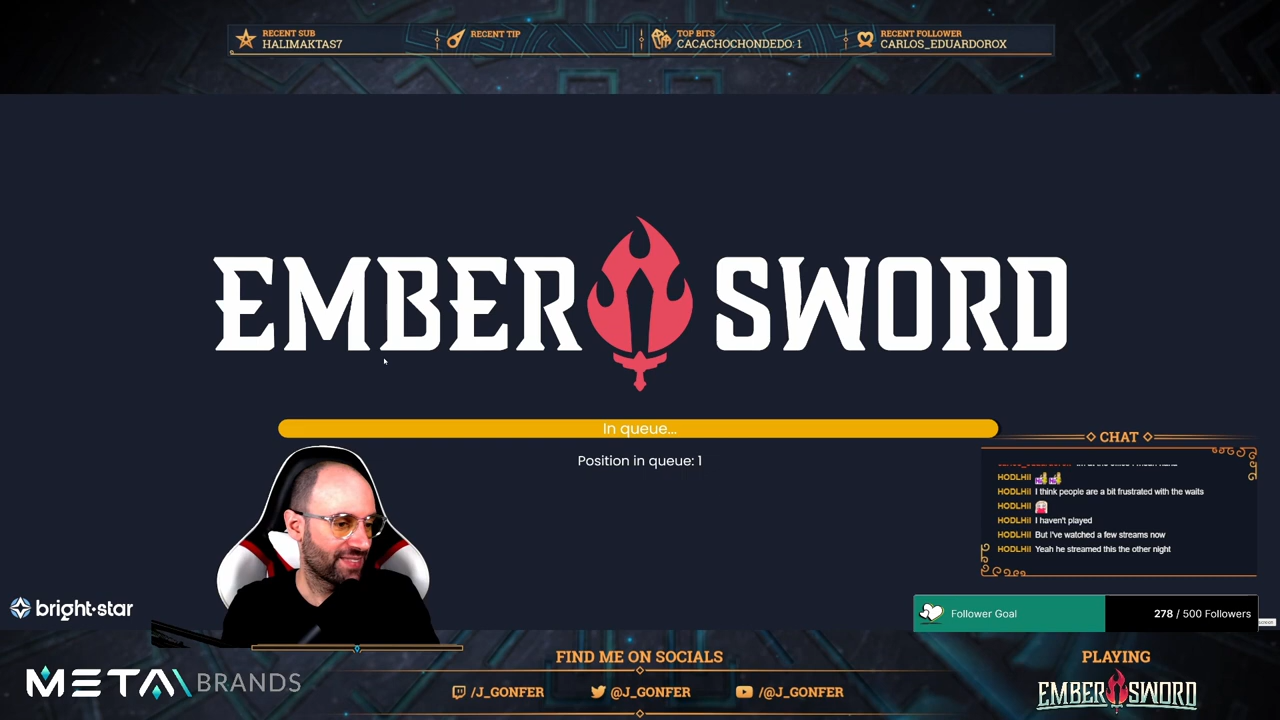 RECENT SUB
HALIMAKTAS7
RECENT TIP
TOP BITS
CACACHOCHONDEDO: 1
RECENT FOLLOWER
CARLOS_EDUARDOROX
EMBER SWORD
In queue...
Position in queue: 1
CHAT
HODLHII
HODLHII I think people are a bit frustrated with the waits
HODLHII
HODLHII I haven't played
HODLHII But I've watched a few streams now
HODLHII Yeah he streamed this the other night
Follower Goal
278 / 500 Followers
bright·star
META BRANDS
FIND ME ON SOCIALS
/J_GONFER
@J_GONFER
/@J_GONFER
PLAYING
EMBER SWORD